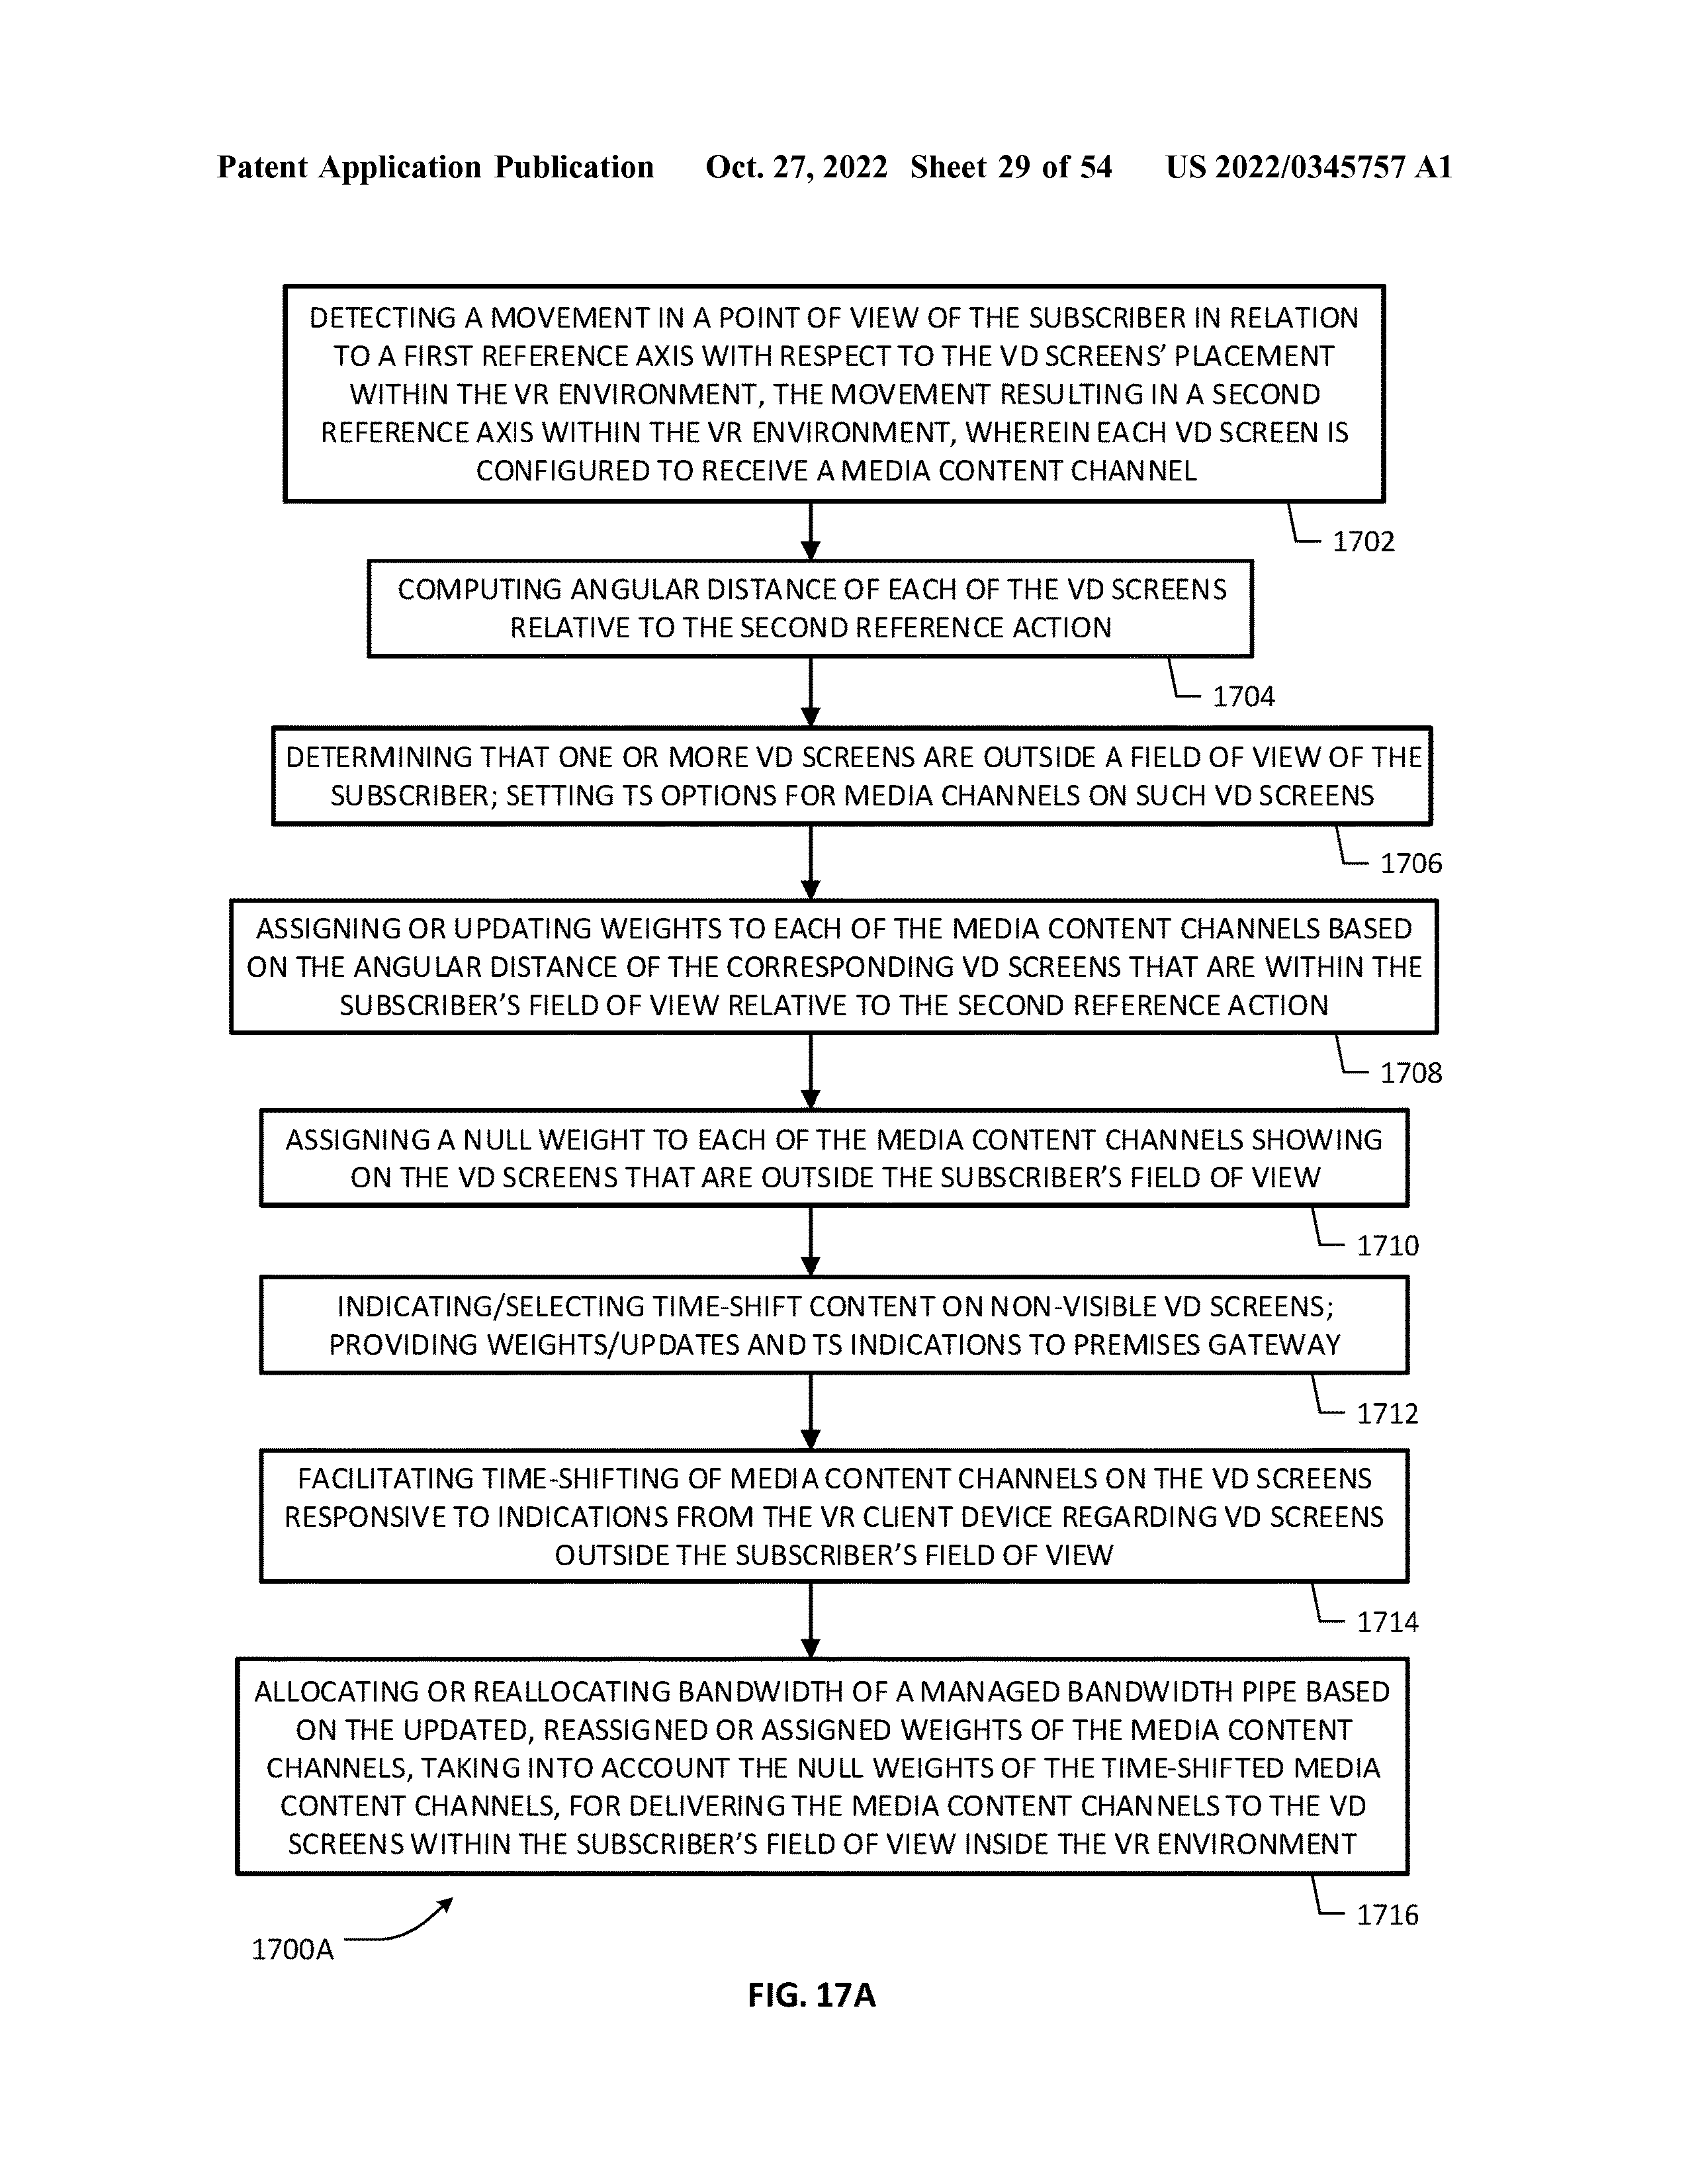 Patent Application Publication Oct. 27, 2022 Sheet 29 of 54 US 2022/0345757 A1
DETECTING A MOVEMENT IN A POINT OF VIEW OF THE SUBSCRIBER IN RELATION
TO A FIRST REFERENCE AXIS WITH RESPECT TO THE VD SCREENS’ PLACEMENT
WITHIN THE VR ENVIRONMENT, THE MOVEMENT RESULTING IN A SECOND
REFERENCE AXIS WITHIN THE VR ENVIRONMENT, WHEREIN EACH VD SCREEN IS
CONFIGURED TO RECEIVE A MEDIA CONTENT CHANNEL
1702
COMPUTING ANGULAR DISTANCE OF EACH OF THE VD SCREENS
RELATIVE TO THE SECOND REFERENCE ACTION
1704
DETERMINING THAT ONE OR MORE VD SCREENS ARE OUTSIDE A FIELD OF VIEW OF THE
SUBSCRIBER; SETTING TS OPTIONS FOR MEDIA CHANNELS ON SUCH VD SCREENS
1706
ASSIGNING OR UPDATING WEIGHTS TO EACH OF THE MEDIA CONTENT CHANNELS BASED
ON THE ANGULAR DISTANCE OF THE CORRESPONDING VD SCREENS THAT ARE WITHIN THE
SUBSCRIBER’S FIELD OF VIEW RELATIVE TO THE SECOND REFERENCE ACTION
1708
ASSIGNING A NULL WEIGHT TO EACH OF THE MEDIA CONTENT CHANNELS SHOWING
ON THE VD SCREENS THAT ARE OUTSIDE THE SUBSCRIBER’S FIELD OF VIEW
1710
INDICATING/SELECTING TIME-SHIFT CONTENT ON NON-VISIBLE VD SCREENS;
PROVIDING WEIGHTS/UPDATES AND TS INDICATIONS TO PREMISES GATEWAY
1712
FACILITATING TIME-SHIFTING OF MEDIA CONTENT CHANNELS ON THE VD SCREENS
RESPONSIVE TO INDICATIONS FROM THE VR CLIENT DEVICE REGARDING VD SCREENS
OUTSIDE THE SUBSCRIBER’S FIELD OF VIEW
1714
ALLOCATING OR REALLOCATING BANDWIDTH OF A MANAGED BANDWIDTH PIPE BASED
ON THE UPDATED, REASSIGNED OR ASSIGNED WEIGHTS OF THE MEDIA CONTENT
CHANNELS, TAKING INTO ACCOUNT THE NULL WEIGHTS OF THE TIME-SHIFTED MEDIA
CONTENT CHANNELS, FOR DELIVERING THE MEDIA CONTENT CHANNELS TO THE VD
SCREENS WITHIN THE SUBSCRIBER’S FIELD OF VIEW INSIDE THE VR ENVIRONMENT
1716
1700A
FIG. 17A